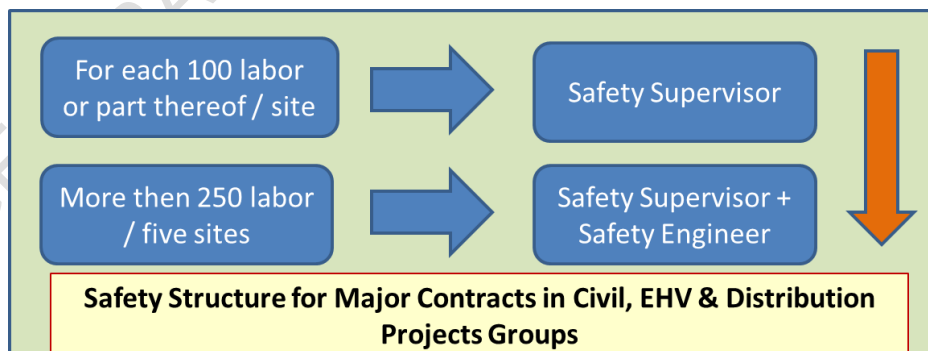 For each 100 labor
or part thereof / site
Safety Supervisor
More then 250 labor
/ five sites
Safety Supervisor +
Safety Engineer
Safety Structure for Major Contracts in Civil, EHV & Distribution
Projects Groups